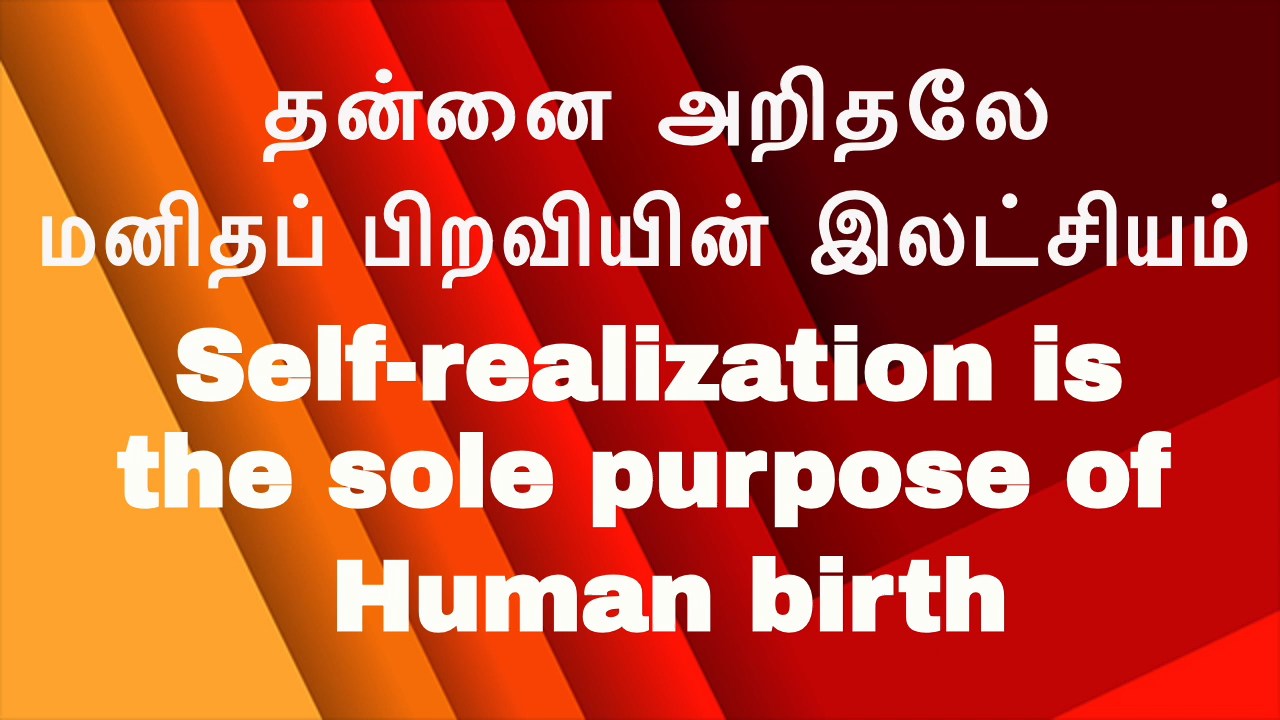 தன்னை அறிதலே
மனிதப் பிறவியின் இலட்சியம்
Self-realization is
the sole purpose of
Human birth